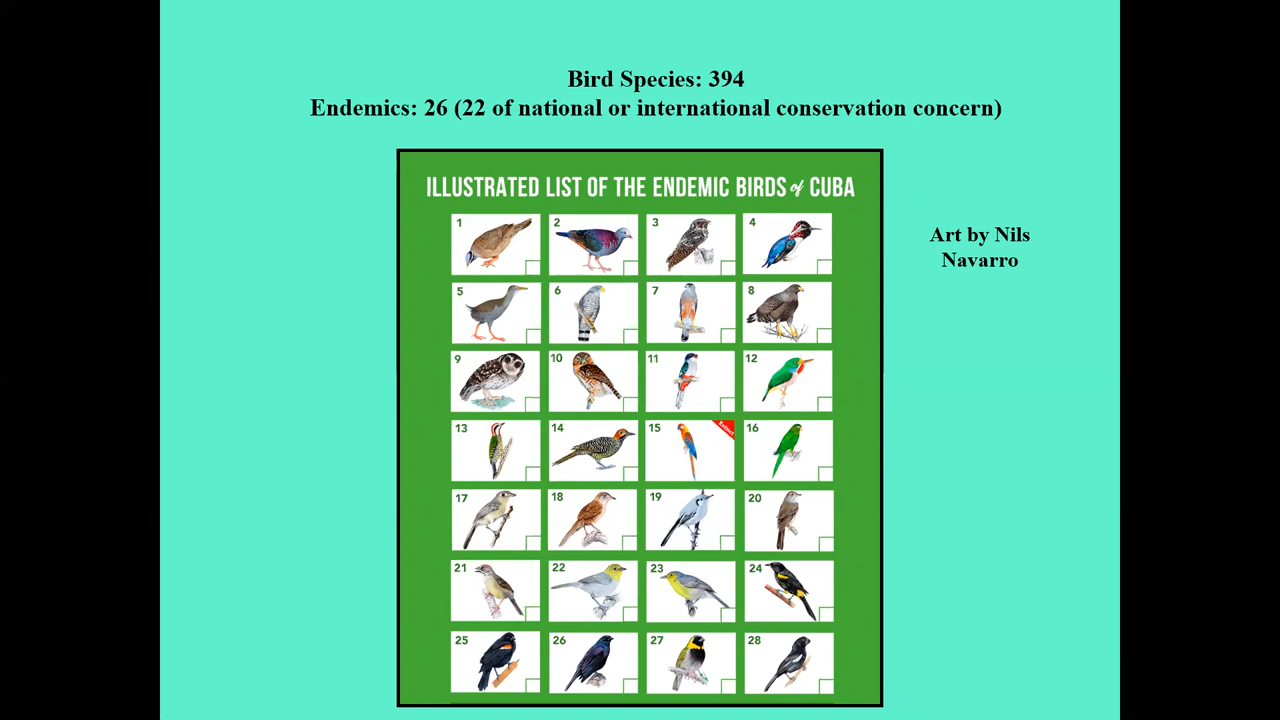 Bird Species: 394
Endemics: 26 (22 of national or international conservation concern)
ILLUSTRATED LIST OF THE ENDEMIC BIRDS of CUBA
Art by Nils
Navarro
1 2 3 4
5 6 7 8
9 10 11 12
13 14 15 Extinct 16
17 18 19 20
21 22 23 24
25 26 27 28